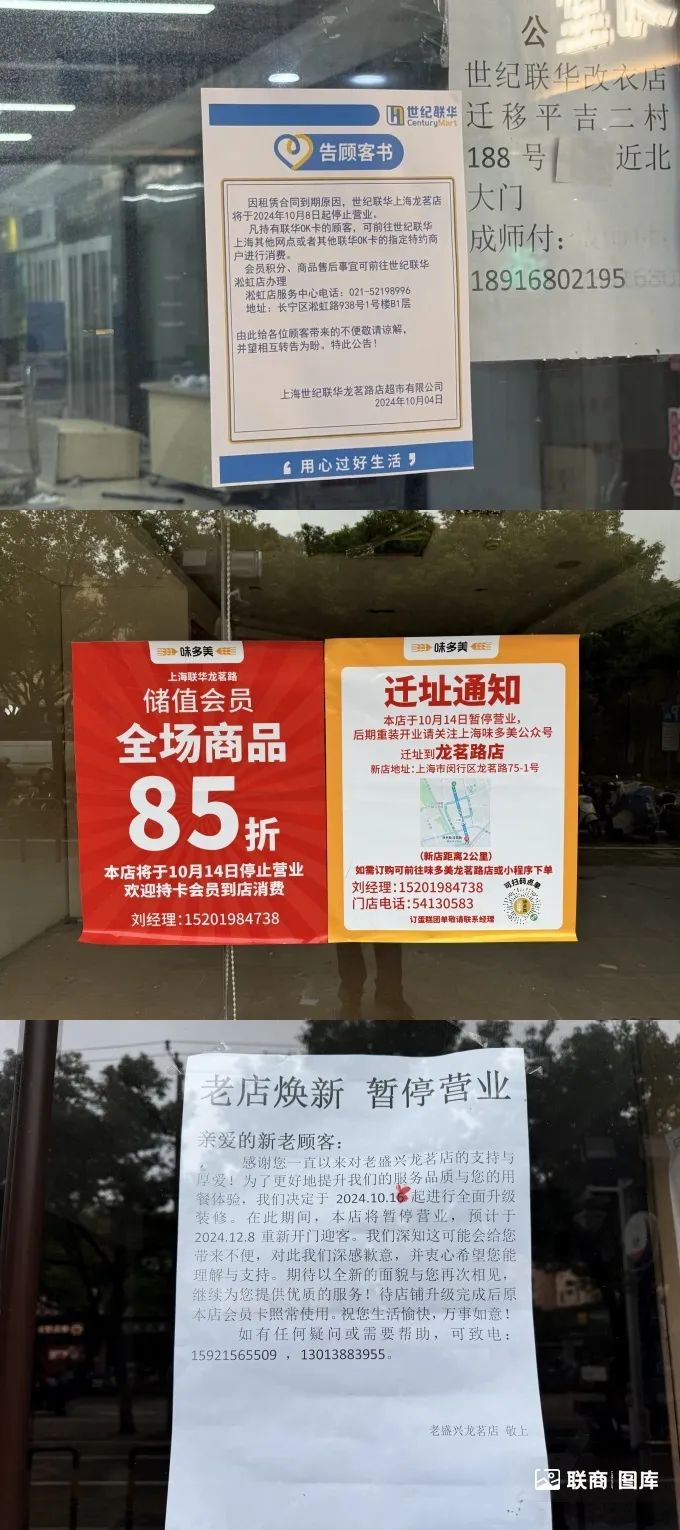 世纪联华
CenturyMart
告顾客书
因租赁合同到期原因，世纪联华上海龙茗店
将于2024年10月8日起停止营业。
凡持有联华OK卡的顾客，可前往世纪联华
上海其他网点或者其他联华OK卡的指定特约商
户进行消费。
会员积分、商品售后事宜可前往世纪联华
淞虹店办理
淞虹店服务中心电话：021-52198996
地址：长宁区淞虹路938号1号楼B1层
由此给各位顾客带来的不便敬请谅解，
并望相互转告为盼。特此公告！
上海世纪联华龙茗路店超市有限公司
2024年10月04日
用心过好生活
公
世纪联华改衣店
迁移平吉二村
188号 近北
大门
成师付：
18916802195
味多美
上海联华龙茗路
储值会员
全场商品
85折
本店将于10月14日停止营业
欢迎持卡会员到店消费
刘经理：15201984738
味多美
迁址通知
本店于10月14日暂停营业，
后期重装开业请关注上海味多美公众号
迁址到龙茗路店
新店地址：上海市闵行区龙茗路75-1号
（新店距离2公里）
如需订购可前往味多美龙茗路店或小程序下单
刘经理：15201984738
门店电话：54130583
可扫码点单
订蛋糕团单敬请联系经理
老店焕新 暂停营业
亲爱的新老顾客：
感谢您一直以来对老盛兴龙茗店的支持与
厚爱！为了更好地提升我们的服务品质与您的用
餐体验，我们决定于 2024.10.16 起进行全面升级
装修。在此期间，本店将暂停营业，预计于
2024.12.8 重新开门迎客。我们深知这可能会给您
带来不便，对此我们深感歉意，并衷心希望您能
理解与支持。期待以全新的面貌与您再次相见，
继续为您提供优质的服务！待店铺升级完成后原
本店会员卡照常使用。祝您生活愉快，万事如意！
如有任何疑问或需要帮助，可致电：
15921565509 ，13013883955。
老盛兴龙茗店 敬上
联商图库